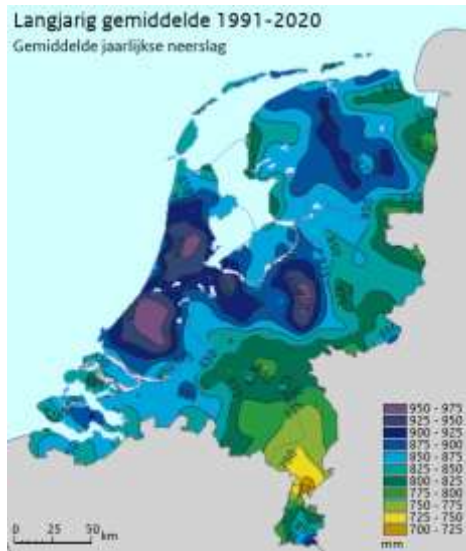 Langjarig gemiddelde 1991-2020
Gemiddelde jaarlijkse neerslag
950 - 975
925 - 950
900 - 925
875 - 900
850 - 875
825 - 850
800 - 825
775 - 800
750 - 775
725 - 750
700 - 725
mm
0 25 50 km